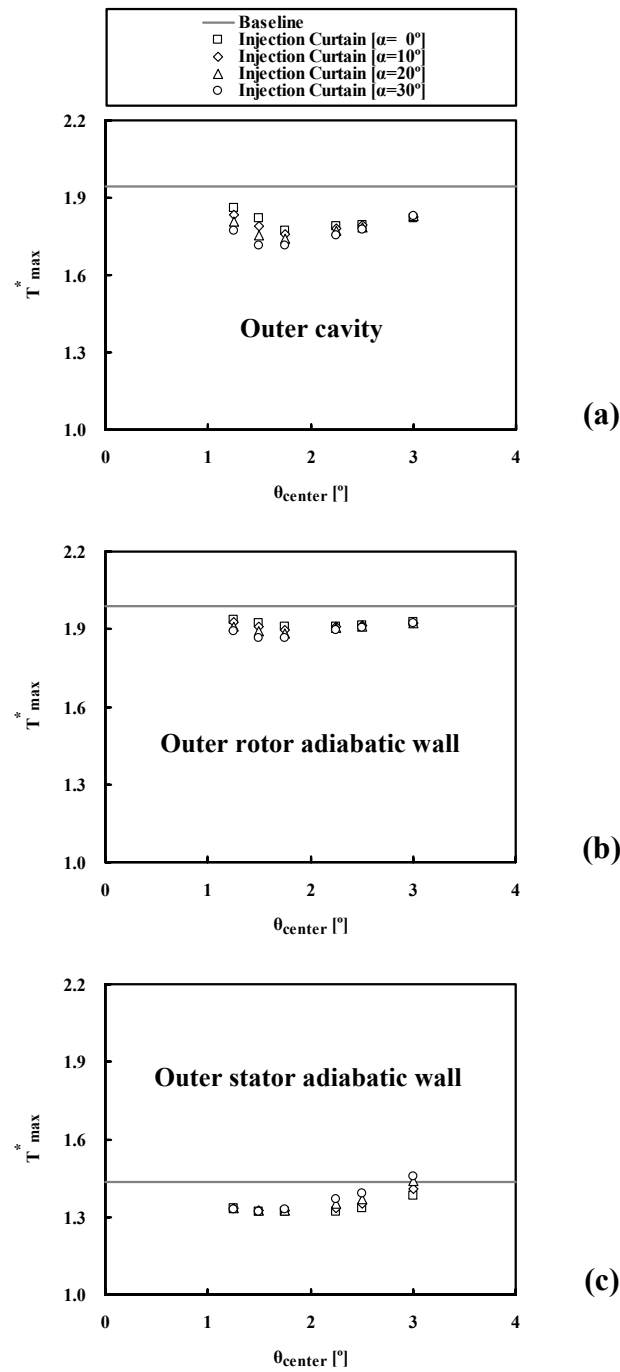 Baseline
Injection Curtain [α= 0º]
Injection Curtain [α=10º]
Injection Curtain [α=20º]
Injection Curtain [α=30º]
2.2
1.9
1.6
1.3
1.0
T*max
Outer cavity
0 1 2 3 4
θcenter [º]
(a)
2.2
1.9
1.6
1.3
1.0
T*max
Outer rotor adiabatic wall
0 1 2 3 4
θcenter [º]
(b)
2.2
1.9
1.6
1.3
1.0
T*max
Outer stator adiabatic wall
0 1 2 3 4
θcenter [º]
(c)